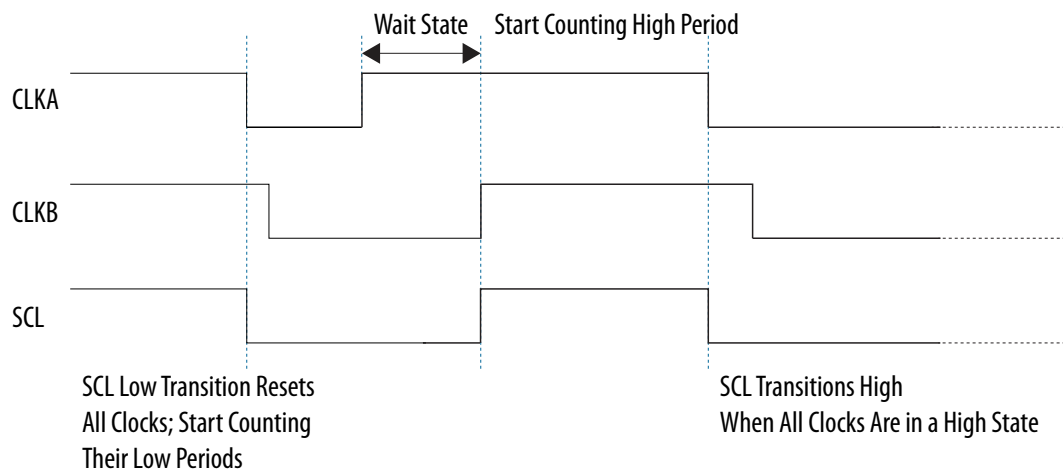 Wait State
Start Counting High Period
CLKA
CLKB
SCL
SCL Low Transition Resets
All Clocks; Start Counting
Their Low Periods
SCL Transitions High
When All Clocks Are in a High State